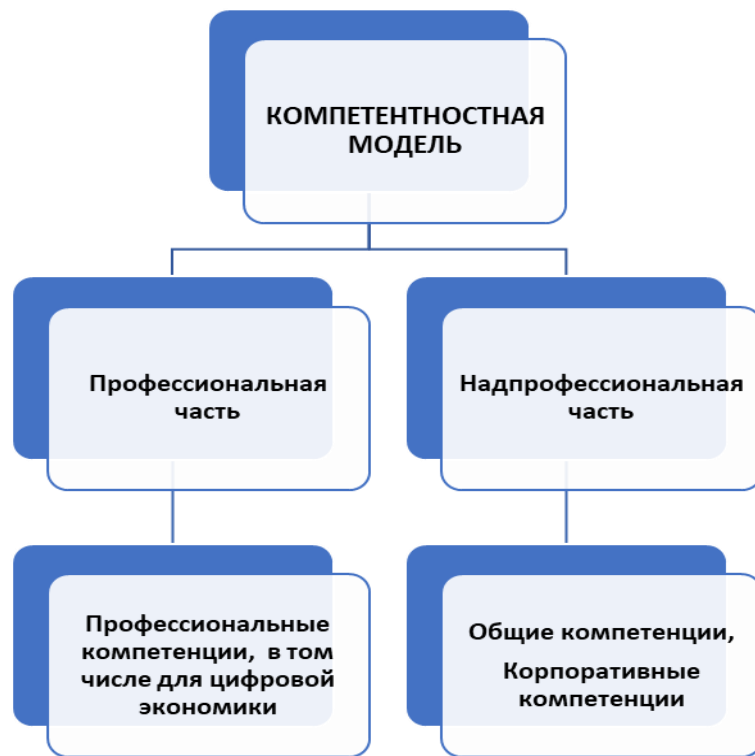 КОМПЕТЕНТНОСТНАЯ
МОДЕЛЬ
Профессиональная
часть
Надпрофессиональная
часть
Профессиональные
компетенции, в том
числе для цифровой
экономики
Общие компетенции,
Корпоративные
компетенции